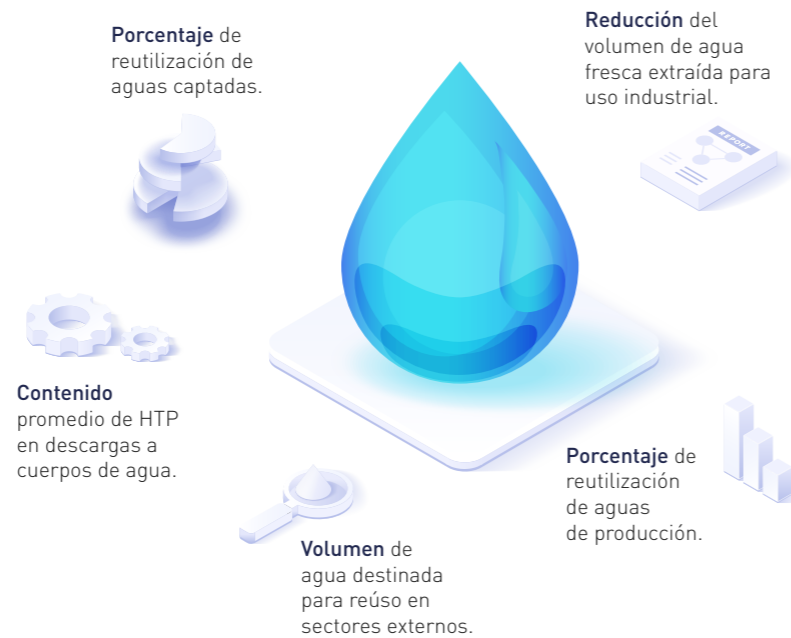 Porcentaje de
reutilización de
aguas captadas.
Reducción del
volumen de agua
fresca extraída para
uso industrial.
REPORT
Contenido
promedio de HTP
en descargas a
cuerpos de agua.
Porcentaje de
reutilización
de aguas
de producción.
Volumen de
agua destinada
para reúso en
sectores externos.